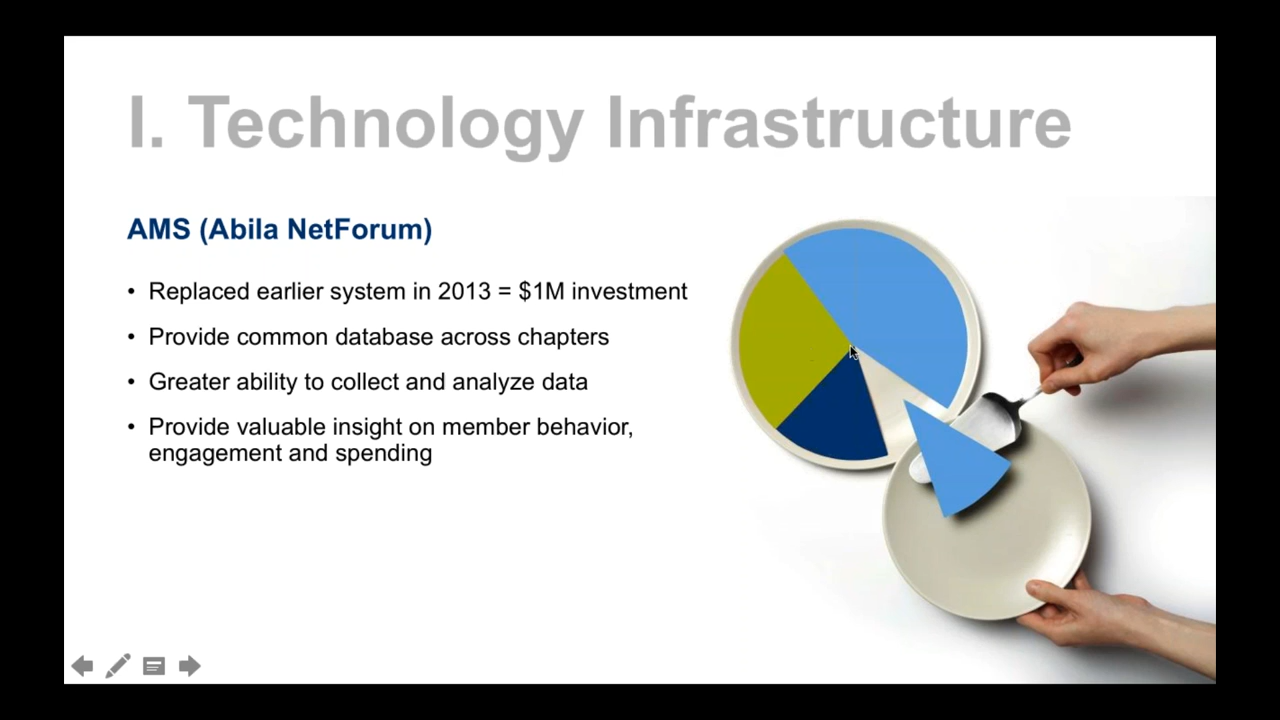 I. Technology Infrastructure
AMS (Abila NetForum)
• Replaced earlier system in 2013 = $1M investment
• Provide common database across chapters
• Greater ability to collect and analyze data
• Provide valuable insight on member behavior,
engagement and spending